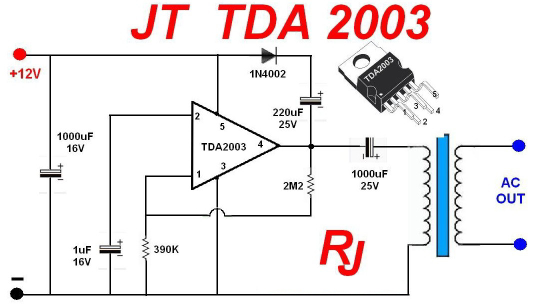 JT TDA 2003
+12V
1N4002
TDA2003
1 2 3 4 5
220uF
25V
1000uF
16V
2
5
TDA2003
4
1
3
2M2
1000uF
25V
AC
OUT
1uF
16V
390K
RJ